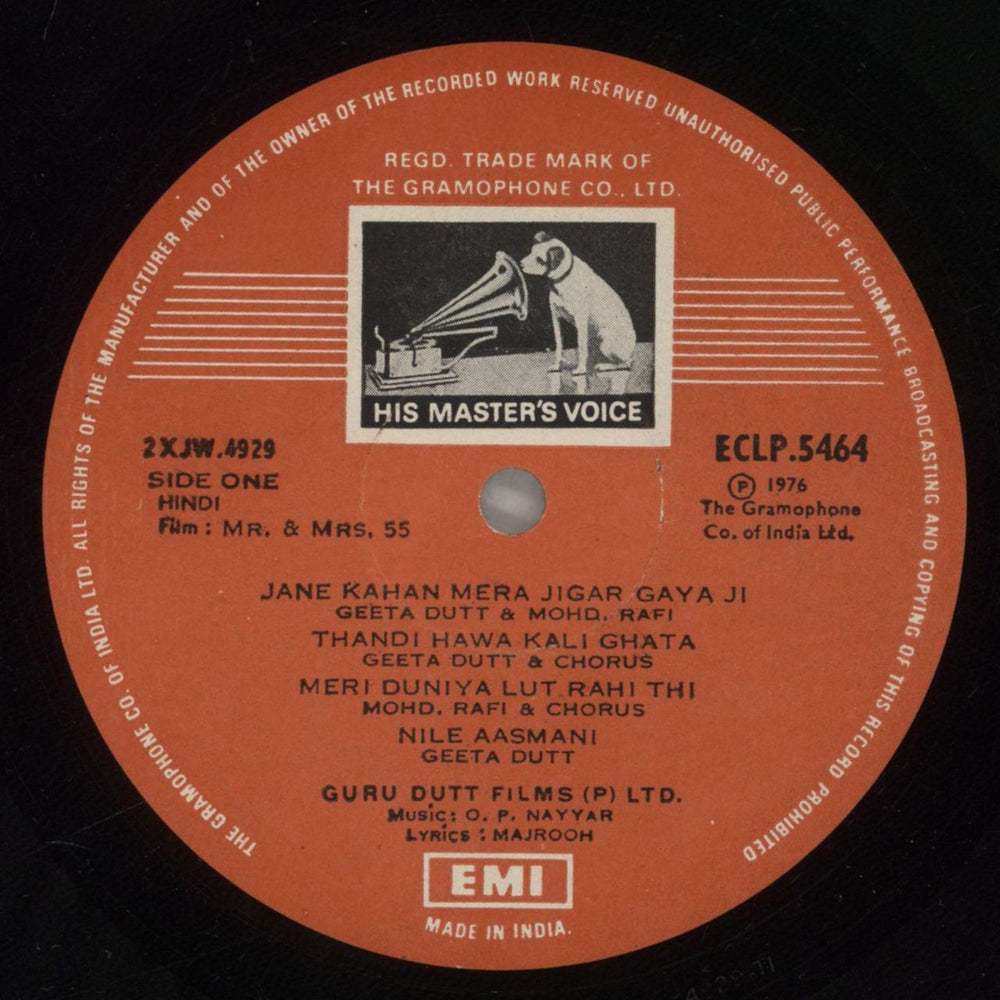 THE GRAMOPHONE CO. OF INDIA LTD. ALL RIGHTS OF THE MANUFACTURER AND OF THE OWNER OF THE RECORDED WORK RESERVED UNAUTHORISED PUBLIC PERFORMANCE BROADCASTING AND COPYING OF THIS RECORD PROHIBITED
REGD. TRADE MARK OF
THE GRAMOPHONE CO., LTD.
HIS MASTER'S VOICE
2XJW.4929
SIDE ONE
HINDI
Film : MR. & MRS, 55
ECLP.5464
Ⓟ 1976
The Gramophone
Co. of India Ltd.
JANE KAHAN MERA JIGAR GAYA JI
GEETA DUTT & MOHD. RAFI
THANDI HAWA KALI GHATA
GEETA DUTT & CHORUS
MERI DUNIYA LUT RAHI THI
MOHD. RAFI & CHORUS
NILE AASMANI
GEETA DUTT
GURU DUTT FILMS (P) LTD.
Music: O. P. NAYYAR
Lyrics : MAJROOH
EMI
MADE IN INDIA.